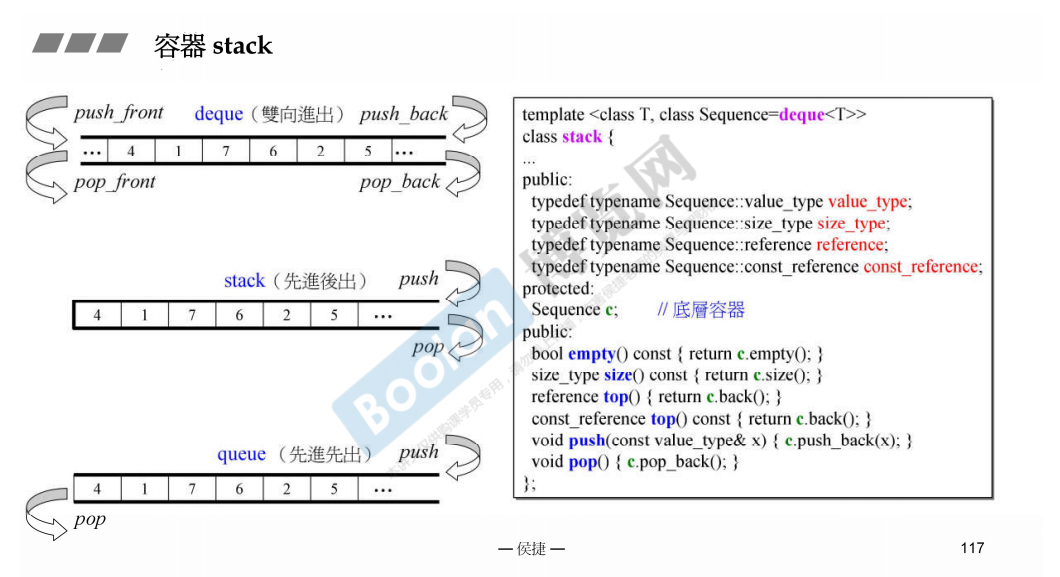 容器 stack
push_front deque（雙向進出） push_back
… 4 1 7 6 2 5 …
pop_front pop_back
stack（先進後出） push
4 1 7 6 2 5 …
pop
queue（先進先出） push
4 1 7 6 2 5 …
pop
template <class T, class Sequence=deque<T>>
class stack {
...
public:
typedef typename Sequence::value_type value_type;
typedef typename Sequence::size_type size_type;
typedef typename Sequence::reference reference;
typedef typename Sequence::const_reference const_reference;
protected:
Sequence c; // 底層容器
public:
bool empty() const { return c.empty(); }
size_type size() const { return c.size(); }
reference top() { return c.back(); }
const_reference top() const { return c.back(); }
void push(const value_type& x) { c.push_back(x); }
void pop() { c.pop_back(); }
};
Boolan 博览网
— 侯捷 —
117